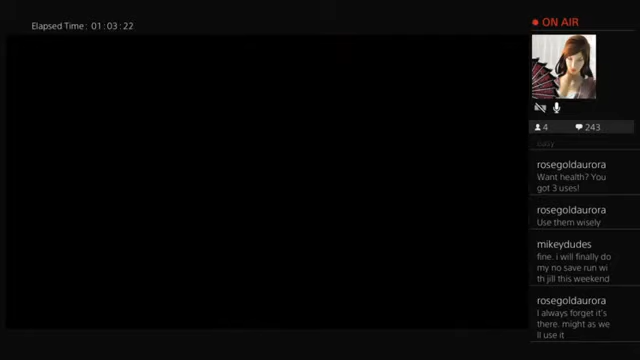 Elapsed Time: 01:03:22
ON AIR
4 243
rosegoldaurora
Want health? You
got 3 uses!
rosegoldaurora
Use them wisely
mikeydudes
fine. i will finally do
my no save run wi
th jill this weekend
rosegoldaurora
I always forget it's
there. might as we
ll use it